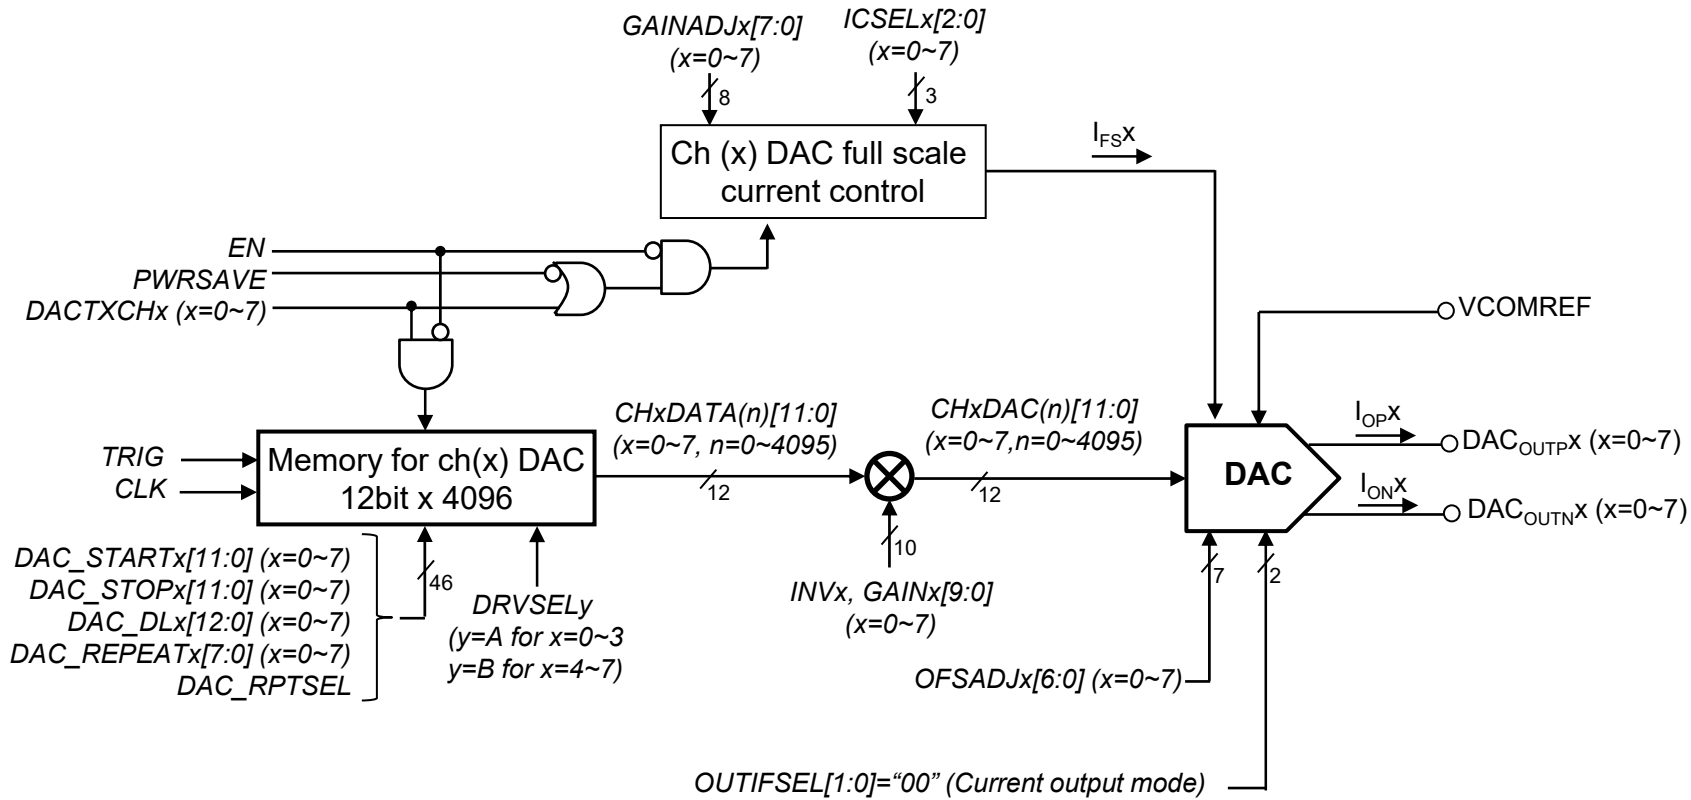 GAINADJx[7:0]
(x=0~7)
8
ICSELx[2:0]
(x=0~7)
3
Ch (x) DAC full scale
current control
IFSx
EN
PWRSAVE
DACTXCHx (x=0~7)
VCOMREF
TRIG
CLK
Memory for ch(x) DAC
12bit x 4096
CHxDATA(n)[11:0]
(x=0~7, n=0~4095)
12
CHxDAC(n)[11:0]
(x=0~7,n=0~4095)
12
DAC
IOPx
DACOUTPx (x=0~7)
IONx
DACOUTNx (x=0~7)
DAC_STARTx[11:0] (x=0~7)
DAC_STOPx[11:0] (x=0~7)
DAC_DLx[12:0] (x=0~7)
DAC_REPEATx[7:0] (x=0~7)
DAC_RPTSEL
46
DRVSELy
(y=A for x=0~3
y=B for x=4~7)
10
INVx, GAINx[9:0]
(x=0~7)
7
2
OFSADJx[6:0] (x=0~7)
OUTIFSEL[1:0]=“00” (Current output mode)